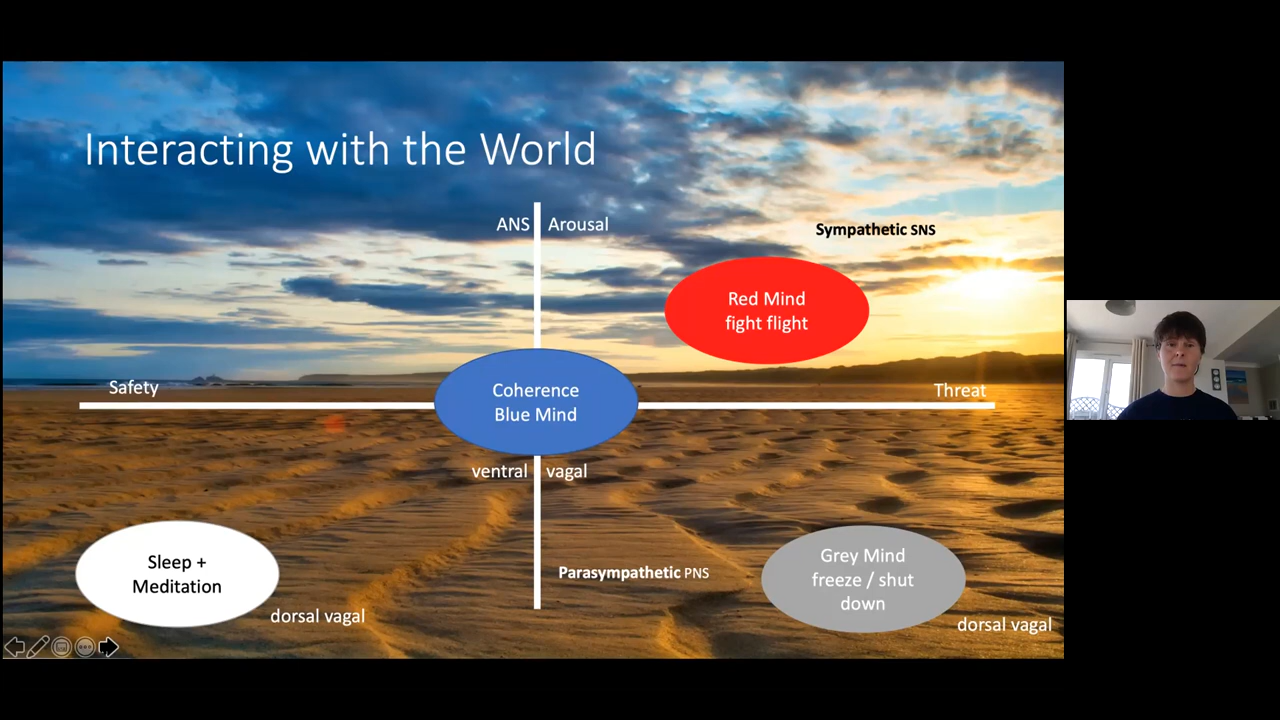 Interacting with the World
ANS Arousal
Sympathetic SNS
Red Mind
fight flight
Safety
Coherence
Blue Mind
Threat
ventral vagal
Sleep +
Meditation
dorsal vagal
Parasympathetic PNS
Grey Mind
freeze / shut
down
dorsal vagal